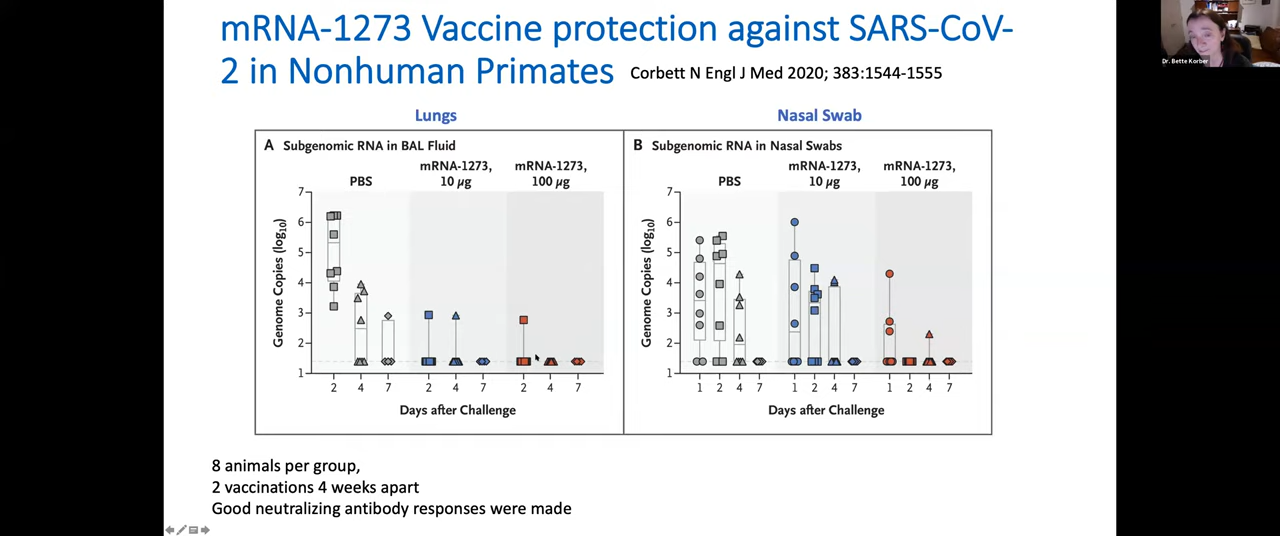 mRNA-1273 Vaccine protection against SARS-CoV-
2 in Nonhuman Primates Corbett N Engl J Med 2020; 383:1544-1555
Dr. Bette Korber
Lungs
Nasal Swab
A Subgenomic RNA in BAL Fluid
PBS
mRNA-1273,
10 µg
mRNA-1273,
100 µg
Genome Copies (log10)
7
6
5
4
3
2
1
2 4 7 2 4 7 2 4 7
Days after Challenge
B Subgenomic RNA in Nasal Swabs
PBS
mRNA-1273,
10 µg
mRNA-1273,
100 µg
Genome Copies (log10)
7
6
5
4
3
2
1
1 2 4 7 1 2 4 7 1 2 4 7
Days after Challenge
8 animals per group,
2 vaccinations 4 weeks apart
Good neutralizing antibody responses were made